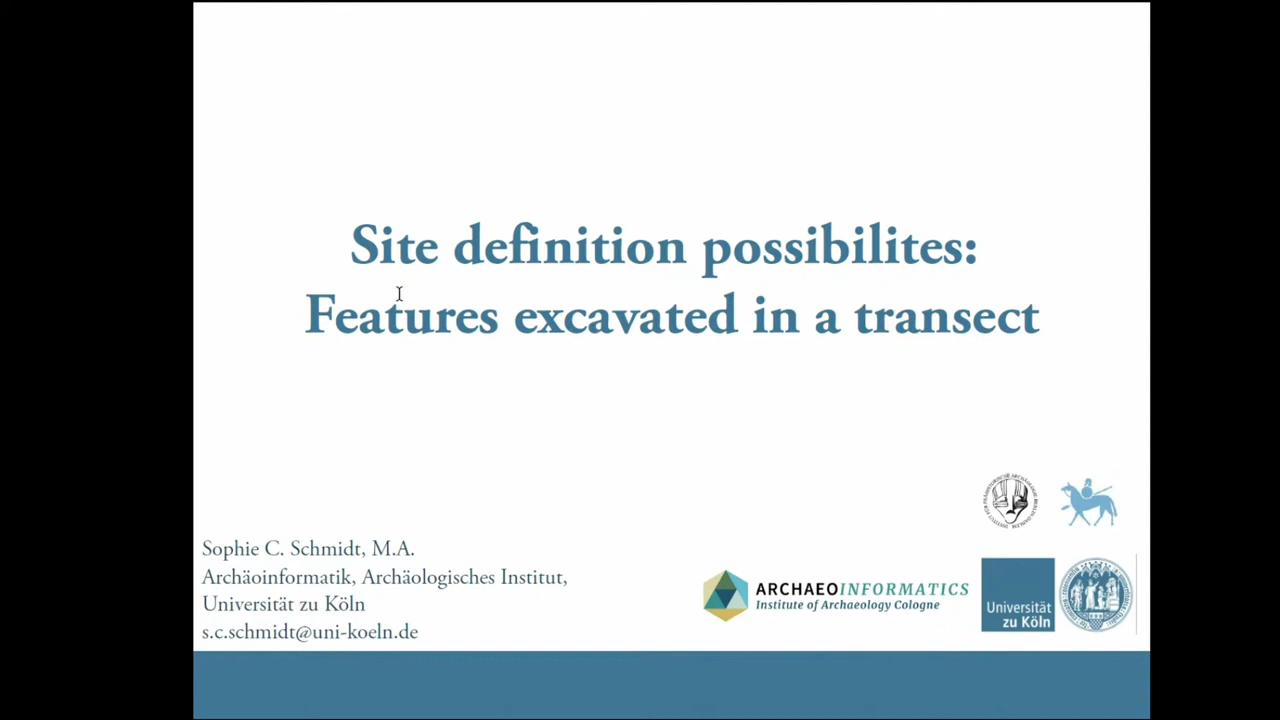 Site definition possibilites:
Features excavated in a transect
Sophie C. Schmidt, M.A.
Archäoinformatik, Archäologisches Institut,
Universität zu Köln
s.c.schmidt@uni-koeln.de
ARCHAEOINFORMATICS
Institute of Archaeology Cologne
Universität
zu Köln